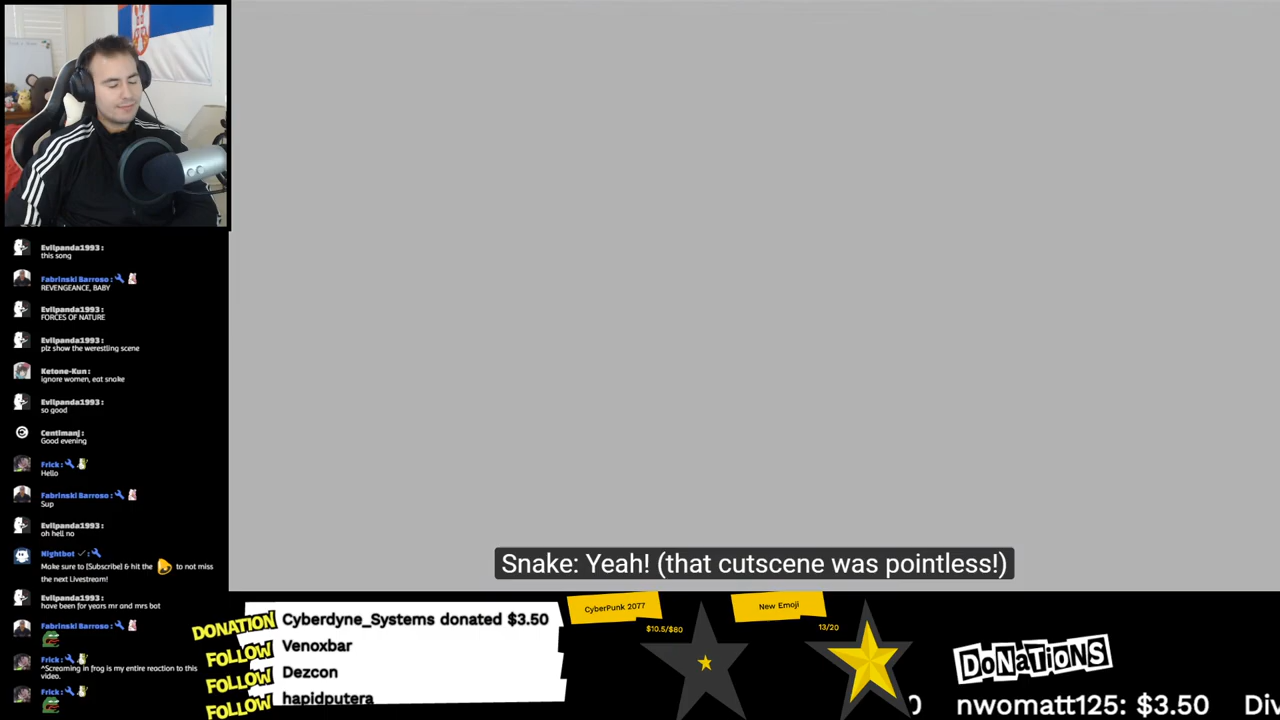 Evilpanda1993 :
this song
Fabrinski Barroso :
REVENGEANCE, BABY
Evilpanda1993 :
FORCES OF NATURE
Evilpanda1993 :
plz show the werestling scene
Ketone-Kun :
ignore women, eat snake
Evilpanda1993 :
so good
Centimanj :
Good evening
Frick :
Hello
Fabrinski Barroso :
Sup
Evilpanda1993 :
oh hell no
Nightbot ✓ :
Make sure to [Subscribe] & hit the to not miss
the next Livestream!
Evilpanda1993 :
have been for years mr and mrs bot
Fabrinski Barroso :
Frick :
^Screaming in frog is my entire reaction to this
video.
Frick :
Snake: Yeah! (that cutscene was pointless!)
DONATION Cyberdyne_Systems donated $3.50
FOLLOW Venoxbar
FOLLOW Dezcon
FOLLOW hapidputera
CyberPunk 2077
$10.5/$80
New Emoji
13/20
DoNaTioNS
0 nwomatt125: $3.50 Div